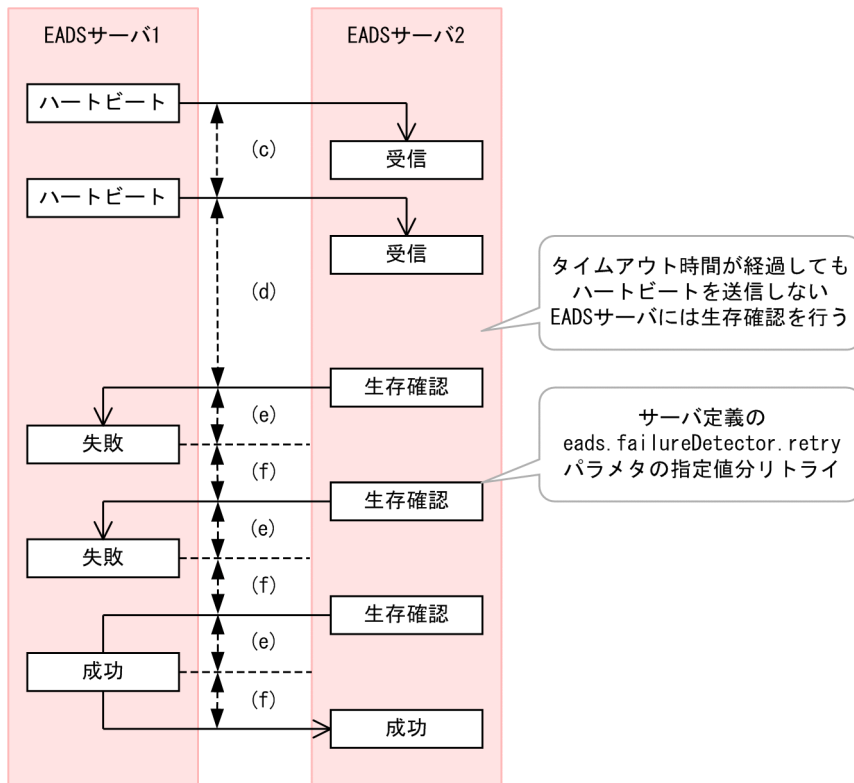 EADSサーバ1
EADSサーバ2
ハートビート
(c)
受信
ハートビート
受信
(d)
タイムアウト時間が経過しても
ハートビートを送信しない
EADSサーバには生存確認を行う
生存確認
(e)
失敗
サーバ定義の
eads.failureDetector.retry
パラメタの指定値分リトライ
(f)
生存確認
(e)
失敗
(f)
生存確認
(e)
成功
(f)
成功